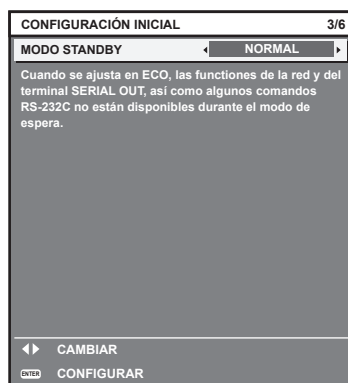 CONFIGURACIÓN INICIAL 3/6
MODO STANDBY NORMAL
Cuando se ajusta en ECO, las functiones de la red y del
terminal SERIAL OUT, así como algunos comandos
RS-232C no están disponibles durante el modo de
espera.
CAMBIAR
ENTER CONFIGURAR